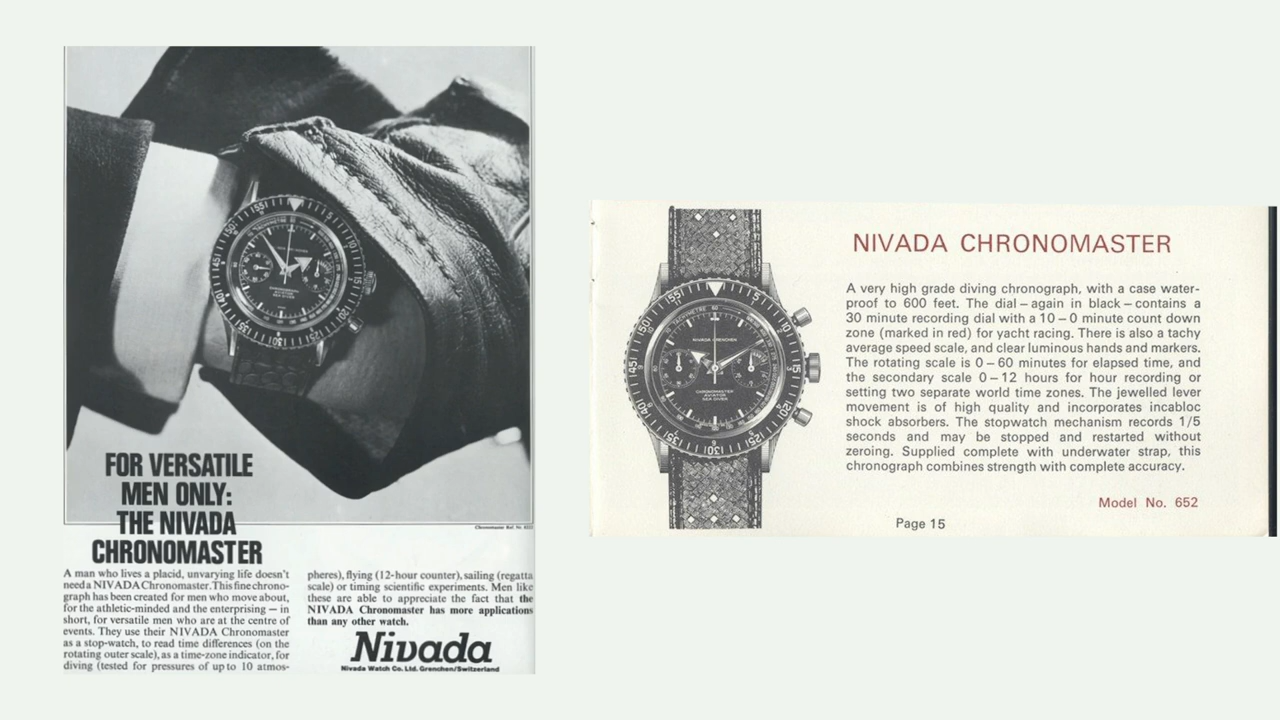 FOR VERSATILE
MEN ONLY:
THE NIVADA
CHRONOMASTER
A man who lives a placid, unvarying life doesn't
need a NIVADA Chronomaster. This fine chrono-
graph has been created for men who move about,
for the athletic-minded and the enterprising — in
short, for versatile men who are at the centre of
events. They use their NIVADA Chronomaster
as a stop-watch, to read time differences (on the
rotating outer scale), as a time-zone indicator, for
diving (tested for pressures of up to 10 atmos-
Chronomaster Ref. Nr.
pheres), flying (12-hour counter), sailing (regatta
scale) or timing scientific experiments. Men like
these are able to appreciate the fact that the
NIVADA Chronomaster has more applications
than any other watch.
Nivada
Nivada Watch Co. Ltd. Grenchen/Switzerland
TACHYMETRE
NIVADA GRENCHEN
CHRONOMASTER
AVIATOR
SEA DIVER
NIVADA CHRONOMASTER
A very high grade diving chronograph, with a case water-
proof to 600 feet. The dial – again in black – contains a
30 minute recording dial with a 10 – 0 minute count down
zone (marked in red) for yacht racing. There is also a tachy
average speed scale, and clear luminous hands and markers.
The rotating scale is 0 – 60 minutes for elapsed time, and
the secondary scale 0 – 12 hours for hour recording or
setting two separate world time zones. The jewelled lever
movement is of high quality and incorporates incabloc
shock absorbers. The stopwatch mechanism records 1/5
seconds and may be stopped and restarted without
zeroing. Supplied complete with underwater strap, this
chronograph combines strength with complete accuracy.
Model No. 652
Page 15